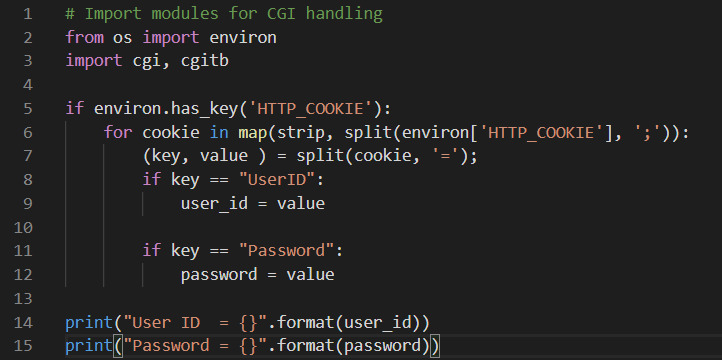 1 # Import modules for CGI handling
2 from os import environ
3 import cgi, cgitb
4
5 if environ.has_key('HTTP_COOKIE'):
6     for cookie in map(strip, split(environ['HTTP_COOKIE'], ';')):
7         (key, value ) = split(cookie, '=');
8         if key == "UserID":
9             user_id = value
10
11         if key == "Password":
12             password = value
13
14 print("User ID  = {}".format(user_id))
15 print("Password = {}".format(password))